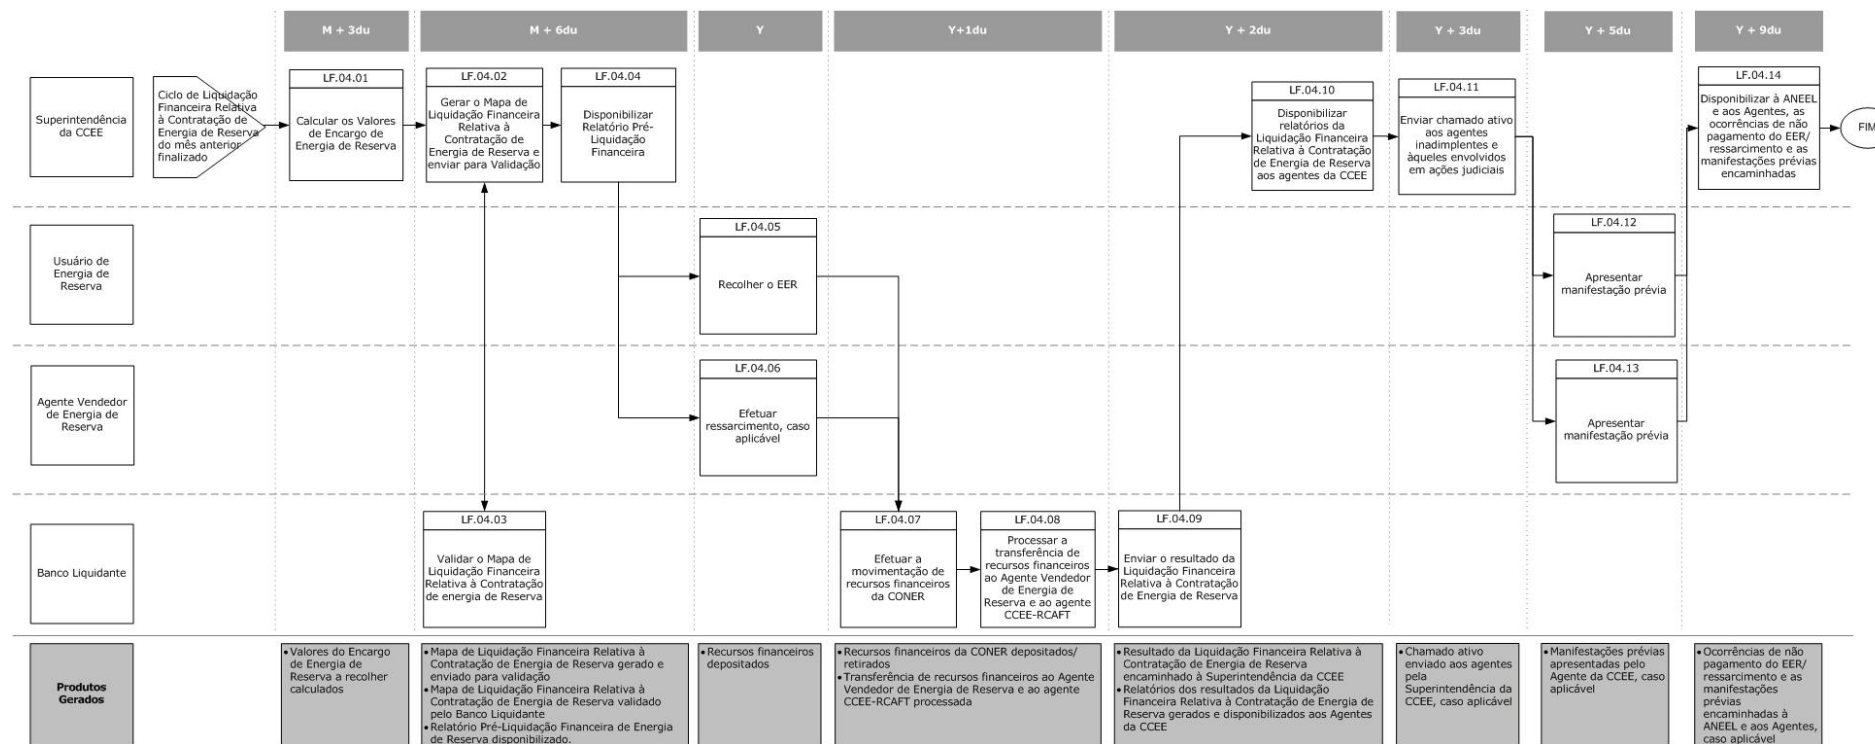 M + 3du
M + 6du
Y
Y+1du
Y + 2du
Y + 3du
Y + 5du
Y + 9du
Superintendência
da CCEE
Ciclo de Liquidação
Financeira Relativa
à Contratação de
Energia de Reserva
do mês anterior
finalizado
LF.04.01
Calcular os Valores
de Encargo de
Energia de Reserva
LF.04.02
Gerar o Mapa de
Liquidação Financeira
Relativa à
Contratação de
Energia de Reserva e
enviar para Validação
LF.04.04
Disponibilizar
Relatório Pré-
Liquidação
Financeira
LF.04.10
Disponibilizar
relatórios da
Liquidação Financeira
Relativa à Contratação
de Energia de Reserva
aos agentes da CCEE
LF.04.11
Enviar chamado ativo
aos agentes
inadimplentes e
àqueles envolvidos
em ações judiciais
LF.04.14
Disponibilizar à ANEEL
e aos Agentes, as
ocorrências de não
pagamento do EER/
ressarcimento e as
manifestações prévias
encaminhadas
FIM
Usuário de
Energia de
Reserva
LF.04.05
Recolher o EER
LF.04.12
Apresentar
manifestação prévia
Agente Vendedor
de Energia de
Reserva
LF.04.06
Efetuar
ressarcimento, caso
aplicável
LF.04.13
Apresentar
manifestação prévia
Banco Liquidante
LF.04.03
Validar o Mapa de
Liquidação Financeira
Relativa à Contratação
de energia de Reserva
LF.04.07
Efetuar a
movimentação de
recursos financeiros
da CONER
LF.04.08
Processar a
transferência de
recursos financeiros
ao Agente Vendedor
de Energia de
Reserva e ao agente
CCEE-RCAFT
LF.04.09
Enviar o resultado da
Liquidação Financeira
Relativa à Contratação
de Energia de Reserva
Produtos
Gerados
• Valores do Encargo
de Energia de
Reserva a recolher
calculados
• Mapa de Liquidação Financeira Relativa à
Contratação de Energia de Reserva gerado e
enviado para validação
• Mapa de Liquidação Financeira Relativa à
Contratação de Energia de Reserva validado
pelo Banco Liquidante
• Relatório Pré-Liquidação Financeira de Energia
de Reserva disponibilizado.
• Recursos financeiros
depositados
• Recursos financeiros da CONER depositados/
retirados
• Transferência de recursos financeiros ao Agente
Vendedor de Energia de Reserva e ao agente
CCEE-RCAFT processada
• Resultado da Liquidação Financeira Relativa à
Contratação de Energia de Reserva
encaminhado à Superintendência da CCEE
• Relatórios dos resultados da Liquidação
Financeira Relativa à Contratação de Energia de
Reserva gerados e disponibilizados aos Agentes
da CCEE
• Chamado ativo
enviado aos agentes
pela
Superintendência da
CCEE, caso aplicável
• Manifestações prévias
apresentadas pelo
Agente da CCEE, caso
aplicável
• Ocorrências de não
pagamento do EER/
ressarcimento e as
manifestações
prévias
encaminhadas à
ANEEL e aos Agentes,
caso aplicável